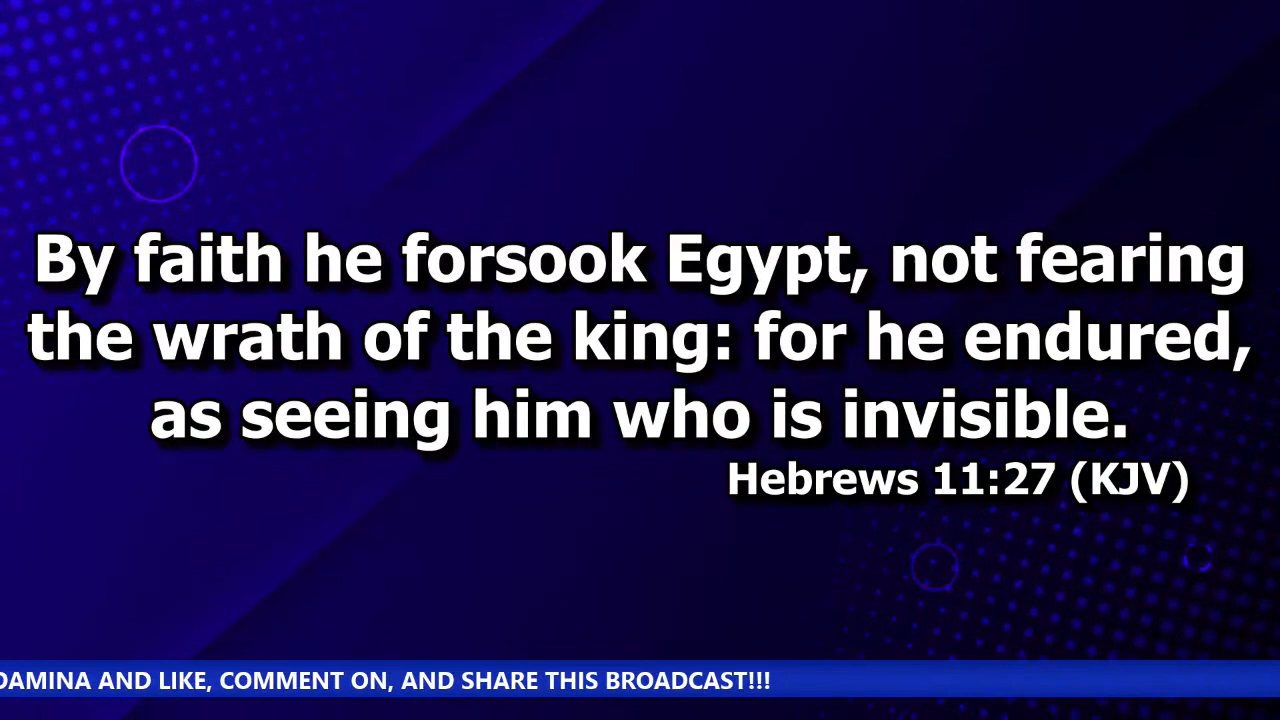 By faith he forsook Egypt, not fearing
the wrath of the king: for he endured,
as seeing him who is invisible.
Hebrews 11:27 (KJV)
AND LIKE, COMMENT ON, AND SHARE THIS BROADCAST!!!